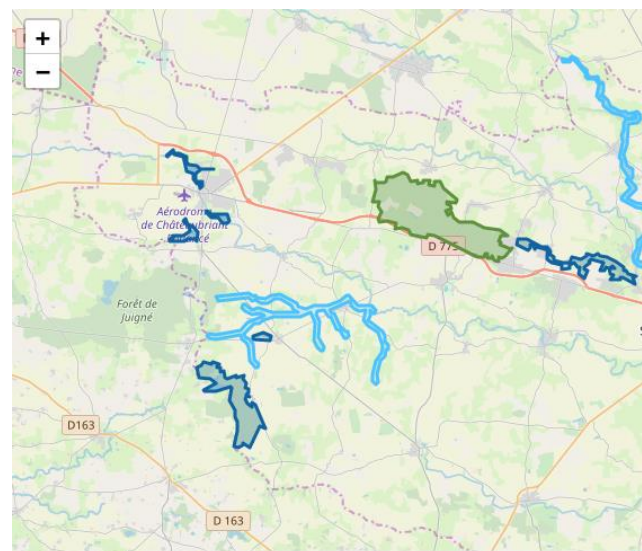 +
−
Aérodrome
de Châteaubriant
D 775
Forêt de
Juigné
D163
D 163